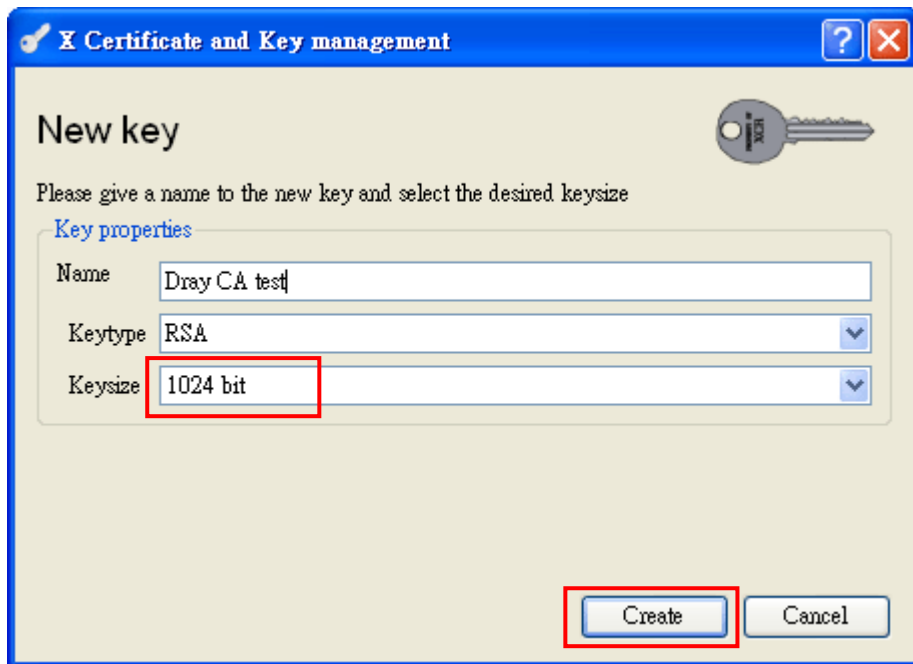 X Certificate and Key management
New key
Please give a name to the new key and select the desired keysize
Key properties
Name Dray CA test
Keytype RSA
Keysize 1024 bit
Create Cancel